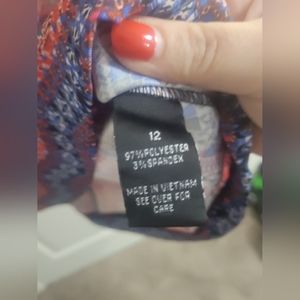 12
97%POLYESTER
3%SPANDEX
MADE IN VIETNAM
SEE OVER FOR
CARE